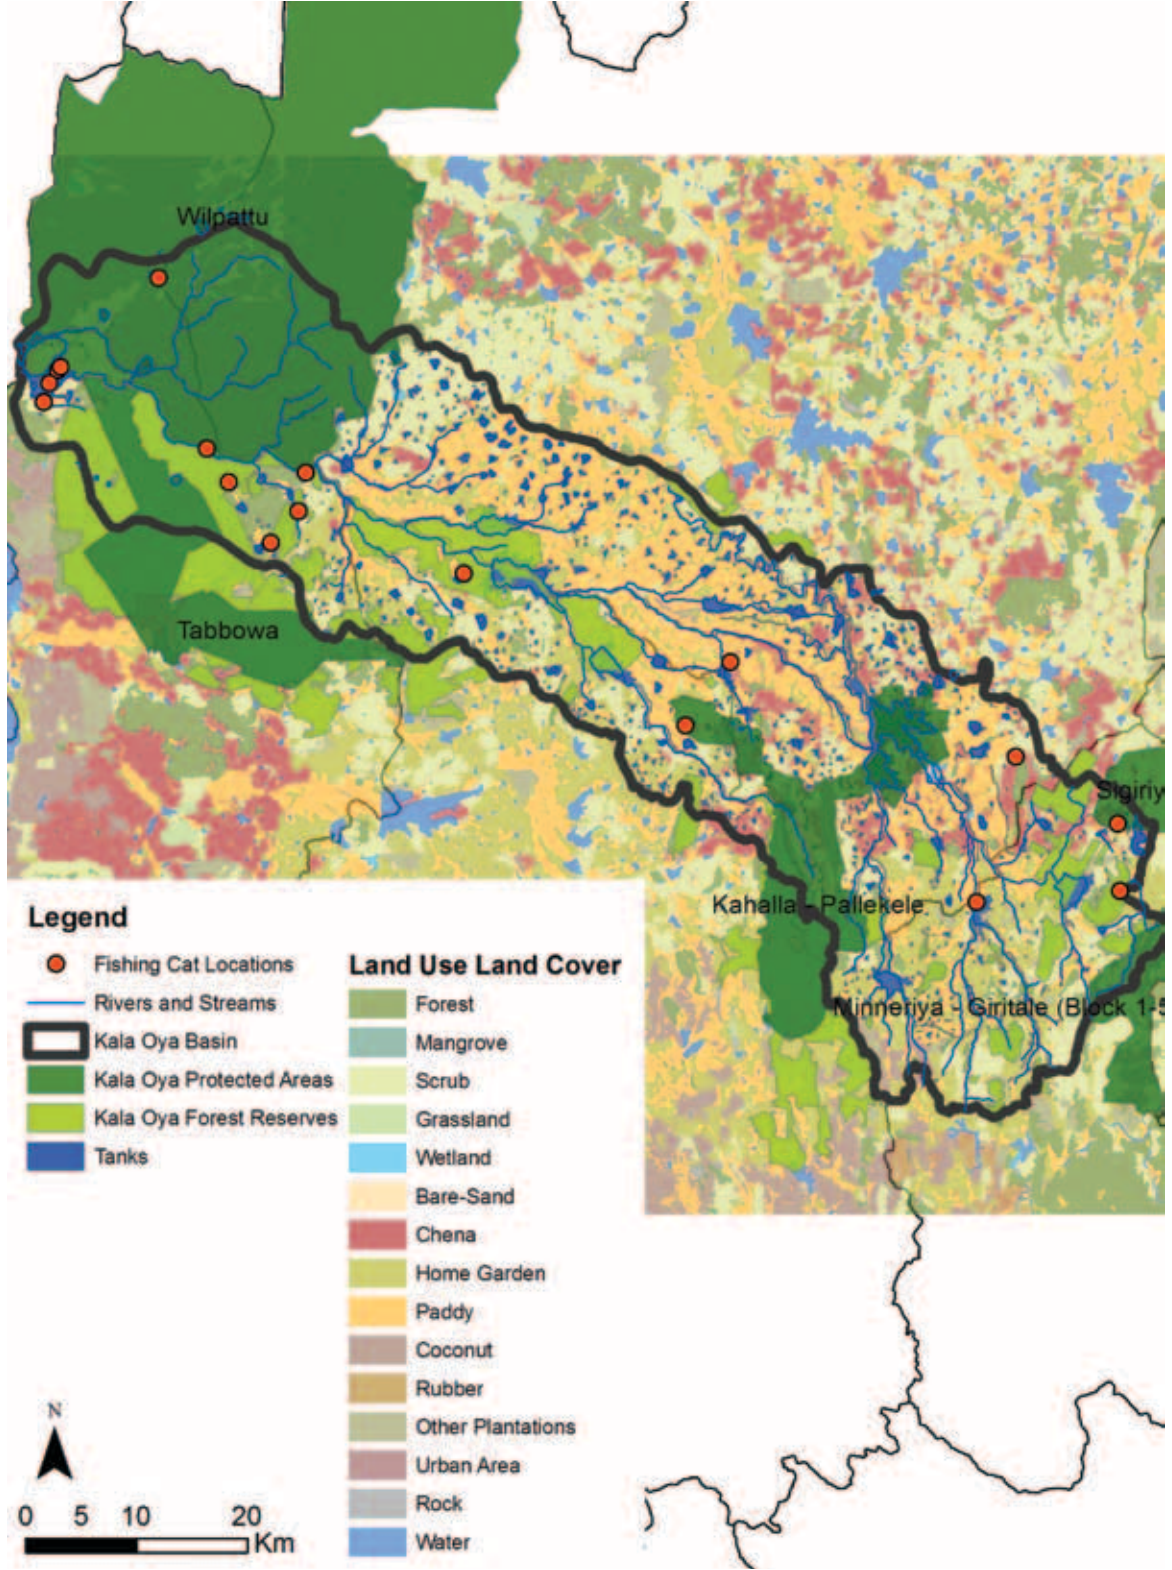 Wilpattu
Tabbowa
Sigiriy
Kahalla - Pallekele
Minneriya - Giritale (Block 1-5
Legend
Fishing Cat Locations
Rivers and Streams
Kala Oya Basin
Kala Oya Protected Areas
Kala Oya Forest Reserves
Tanks
Land Use Land Cover
Forest
Mangrove
Scrub
Grassland
Wetland
Bare-Sand
Chena
Home Garden
Paddy
Coconut
Rubber
Other Plantations
Urban Area
Rock
Water
N
0 5 10 20
Km